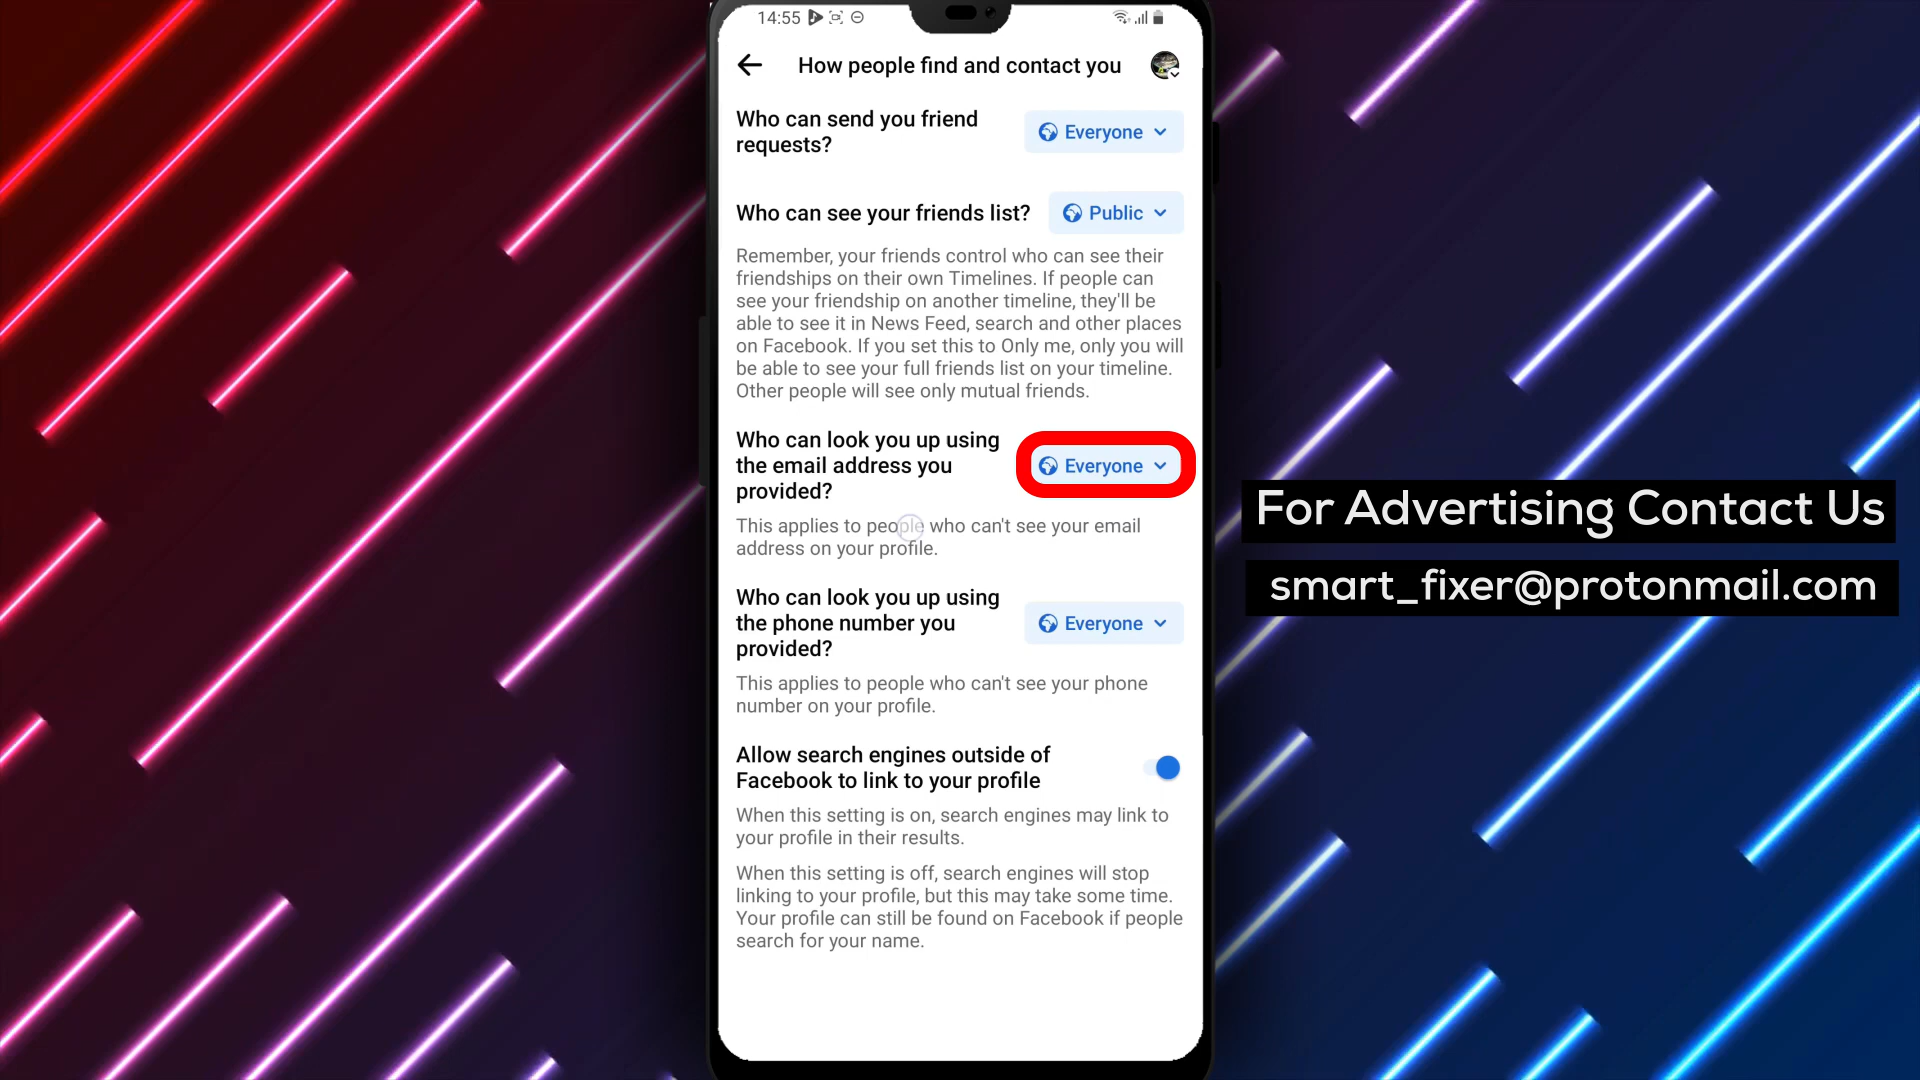 14:55
How people find and contact you
Who can send you friend
requests?
Everyone
Who can see your friends list?
Public
Remember, your friends control who can see their
friendships on their own Timelines. If people can
see your friendship on another timeline, they'll be
able to see it in News Feed, search and other places
on Facebook. If you set this to Only me, only you will
be able to see your full friends list on your timeline.
Other people will see only mutual friends.
Who can look you up using
the email address you
provided?
Everyone
This applies to people who can't see your email
address on your profile.
Who can look you up using
the phone number you
provided?
Everyone
This applies to people who can't see your phone
number on your profile.
Allow search engines outside of
Facebook to link to your profile
When this setting is on, search engines may link to
your profile in their results.
When this setting is off, search engines will stop
linking to your profile, but this may take some time.
Your profile can still be found on Facebook if people
search for your name.
For Advertising Contact Us
smart_fixer@protonmail.com